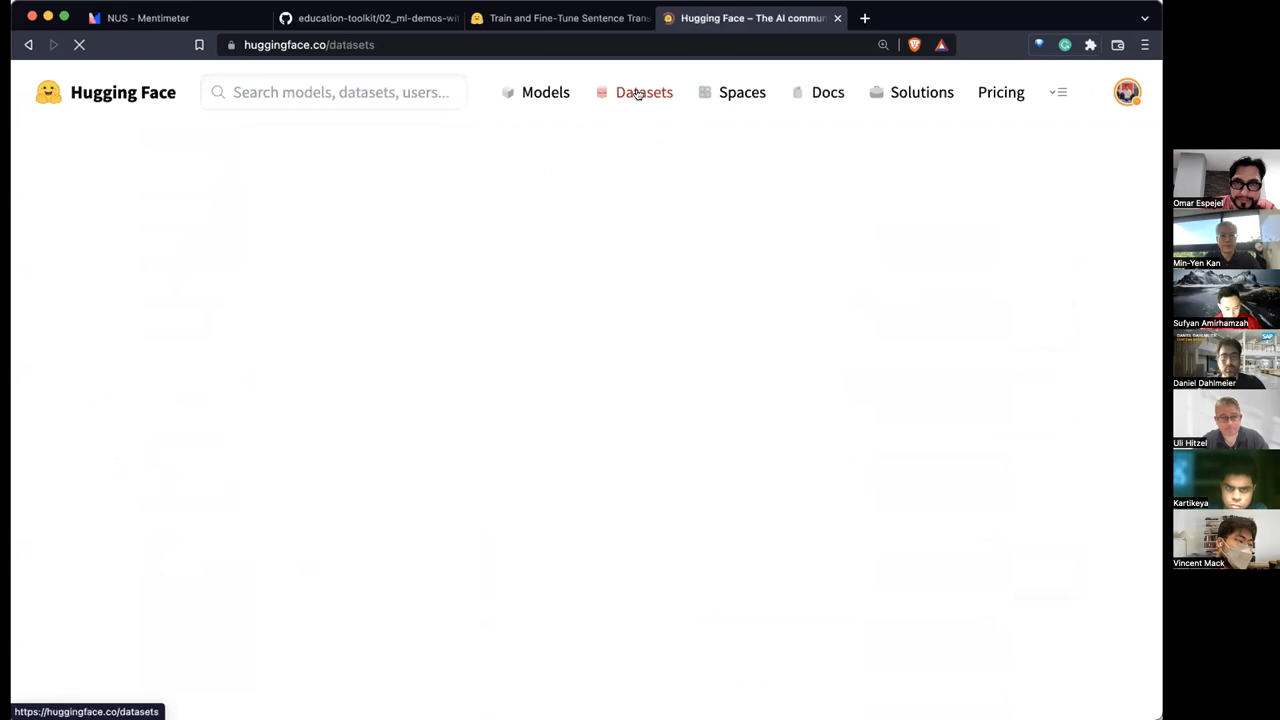 NUS - Mentimeter
education-toolkit/02_ml-demos-wi
Train and Fine-Tune Sentence Trans
Hugging Face – The AI commun
huggingface.co/datasets
Hugging Face
Search models, datasets, users...
Models
Datasets
Spaces
Docs
Solutions
Pricing
Omar Espejel
Min-Yen Kan
Sufyan Amirhamzah
Daniel Dahlmeier
Uli Hitzel
Kartikeya
Vincent Mack
SAP
https://huggingface.co/datasets